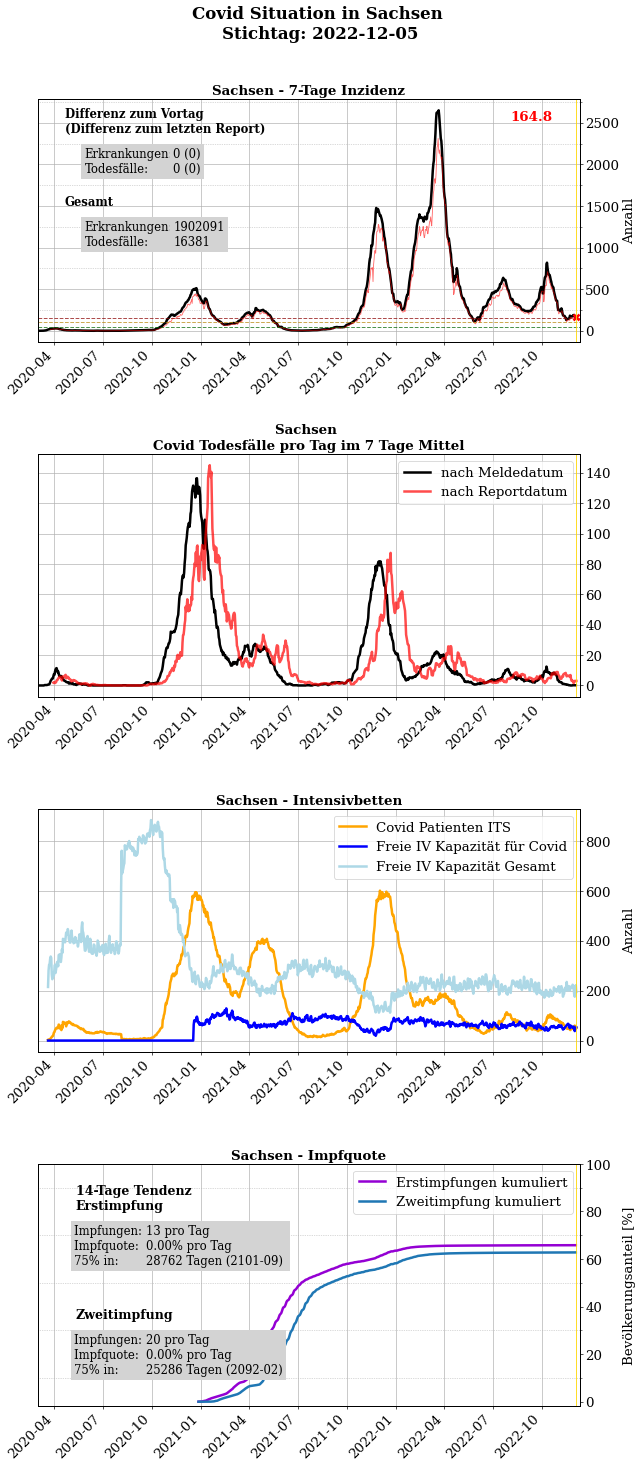 Covid Situation in Sachsen
Stichtag: 2022-12-05
Sachsen - 7-Tage Inzidenz
Differenz zum Vortag
(Differenz zum letzten Report)
Erkrankungen 0 (0)
Todesfälle: 0 (0)
Gesamt
Erkrankungen 1902091
Todesfälle: 16381
164.8
2500
2000
1500
1000
500
0
Anzahl
2020-04
2020-07
2020-10
2021-01
2021-04
2021-07
2021-10
2022-01
2022-04
2022-07
2022-10
Sachsen
Covid Todesfälle pro Tag im 7 Tage Mittel
nach Meldedatum
nach Reportdatum
140
120
100
80
60
40
20
0
2020-04
2020-07
2020-10
2021-01
2021-04
2021-07
2021-10
2022-01
2022-04
2022-07
2022-10
Sachsen - Intensivbetten
Covid Patienten ITS
Freie IV Kapazität für Covid
Freie IV Kapazität Gesamt
800
600
400
200
0
Anzahl
2020-04
2020-07
2020-10
2021-01
2021-04
2021-07
2021-10
2022-01
2022-04
2022-07
2022-10
Sachsen - Impfquote
14-Tage Tendenz
Erstimpfung
Impfungen: 13 pro Tag
Impfquote: 0.00% pro Tag
75% in: 28762 Tagen (2101-09)
Zweitimpfung
Impfungen: 20 pro Tag
Impfquote: 0.00% pro Tag
75% in: 25286 Tagen (2092-02)
Erstimpfungen kumuliert
Zweitimpfung kumuliert
100
80
60
40
20
0
Bevölkerungsanteil [%]
2020-04
2020-07
2020-10
2021-01
2021-04
2021-07
2021-10
2022-01
2022-04
2022-07
2022-10